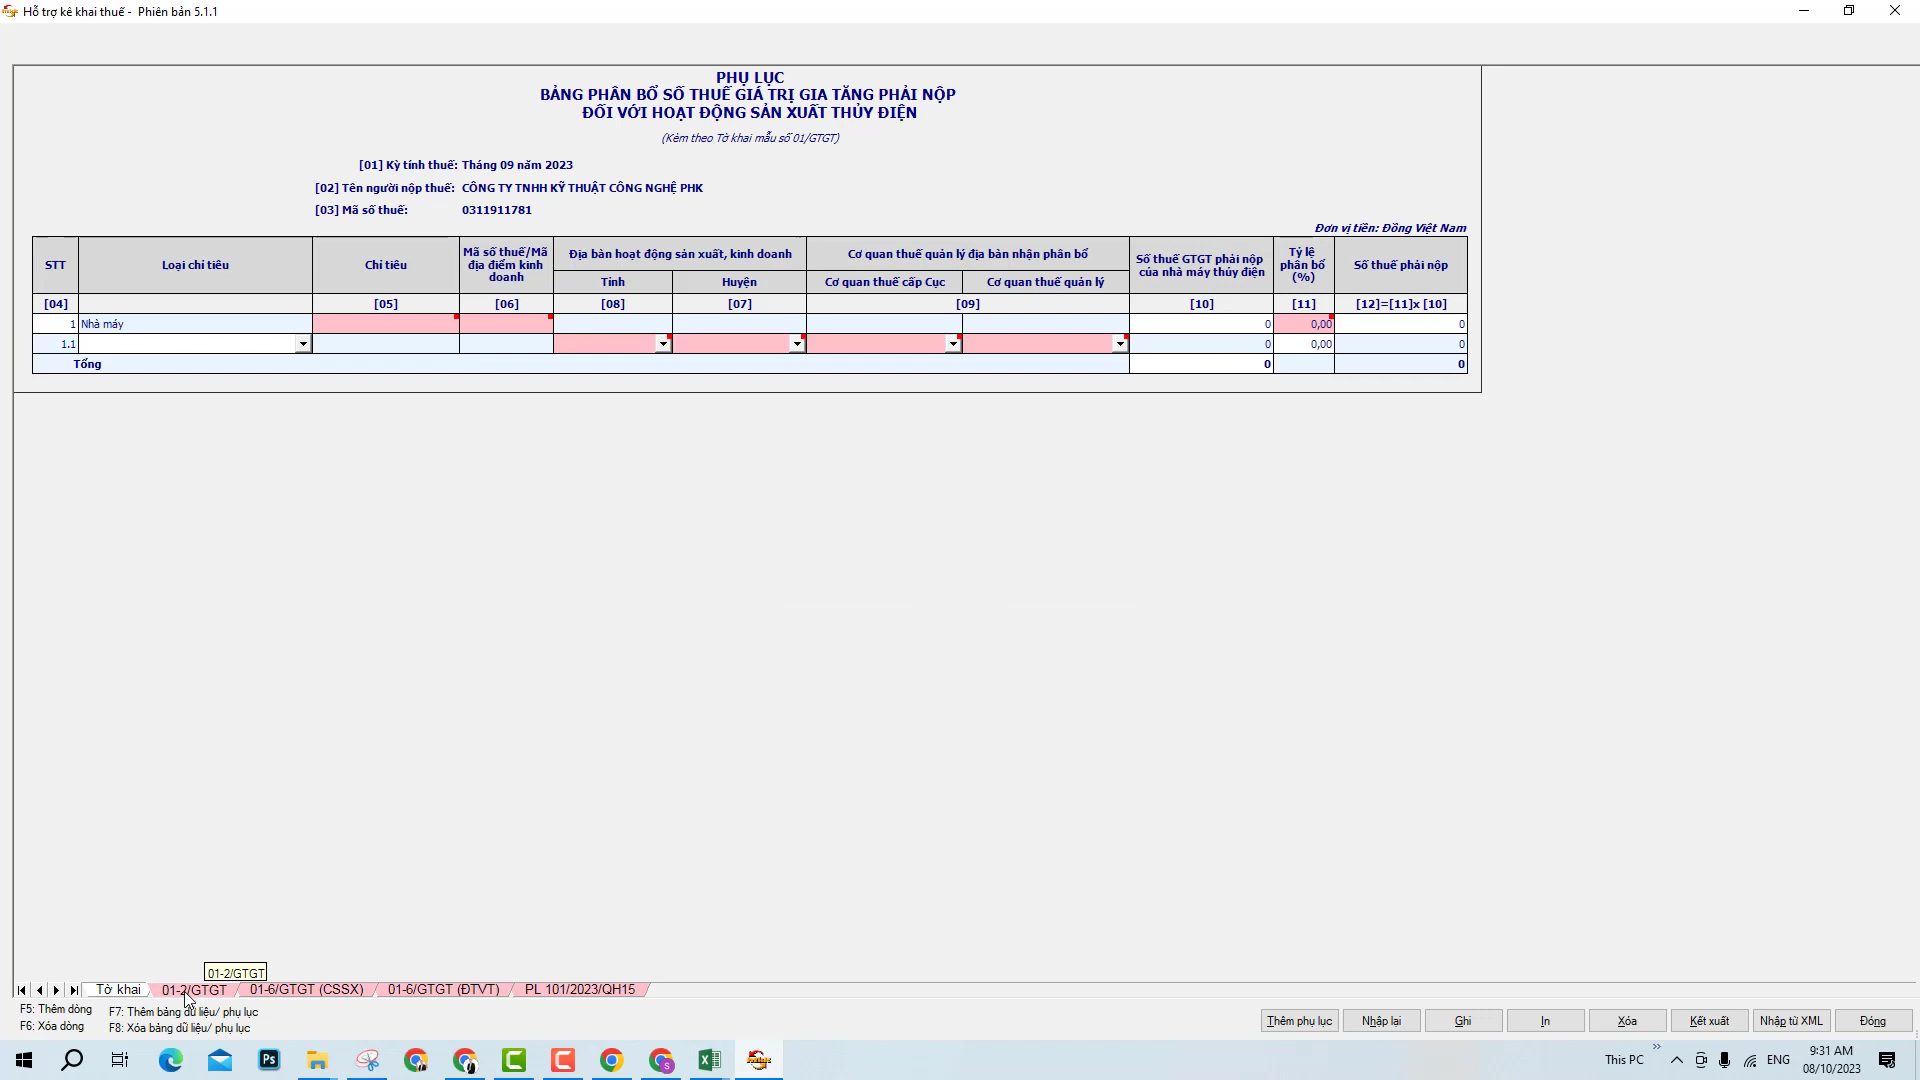 Hỗ trợ kê khai thuế - Phiên bản 5.1.1
PHỤ LỤC
BẢNG PHÂN BỔ SỐ THUẾ GIÁ TRỊ GIA TĂNG PHẢI NỘP
ĐỐI VỚI HOẠT ĐỘNG SẢN XUẤT THỦY ĐIỆN
(Kèm theo Tờ khai mẫu số 01/GTGT)
[01] Kỳ tính thuế: Tháng 09 năm 2023
[02] Tên người nộp thuế: CÔNG TY TNHH KỸ THUẬT CÔNG NGHỆ PHK
[03] Mã số thuế: 0311911781
Đơn vị tiền: Đồng Việt Nam
STT Loại chỉ tiêu Chỉ tiêu Mã số thuế/Mã địa điểm kinh doanh Địa bàn hoạt động sản xuất, kinh doanh Cơ quan thuế quản lý địa bàn nhận phân bổ Số thuế GTGT phải nộp của nhà máy thủy điện Tỷ lệ phân bổ (%) Số thuế phải nộp
Tỉnh Huyện Cơ quan thuế cấp Cục Cơ quan thuế quản lý
[04] [05] [06] [08] [07] [09] [10] [11] [12]=[11]x [10]
1 Nhà máy 0 0,00 0
1.1 0 0,00 0
Tổng 0 0
01-2/GTGT
Tờ khai 01-2/GTGT 01-6/GTGT (CSSX) 01-6/GTGT (ĐTVT) PL 101/2023/QH15
F5: Thêm dòng F7: Thêm bảng dữ liệu/ phụ lục
F6: Xóa dòng F8: Xóa bảng dữ liệu/ phụ lục
Thêm phụ lục Nhập lại Ghi In Xóa Kết xuất Nhập từ XML Đóng
This PC ENG 9:31 AM
08/10/2023